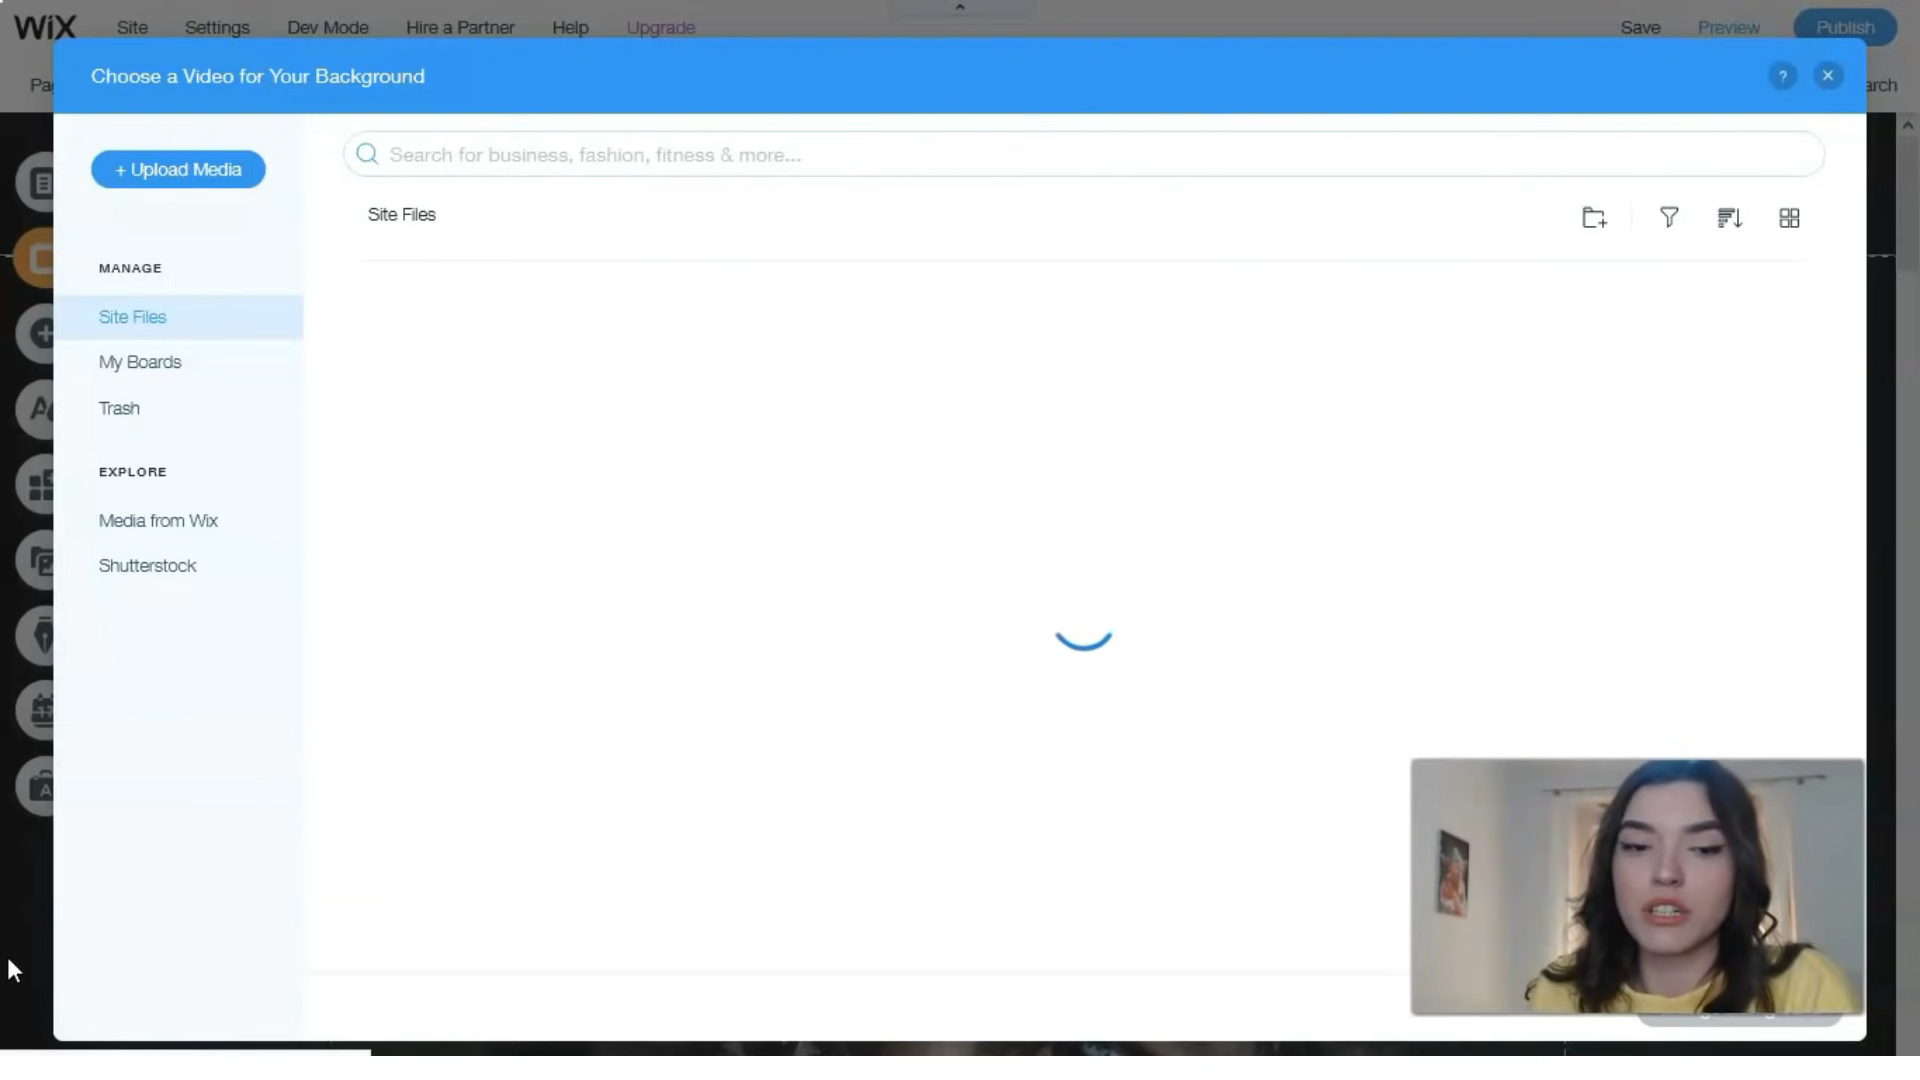 WiX Site Settings Dev Mode Hire a Partner Help Upgrade Save Preview Publish
Choose a Video for Your Background ?
+ Upload Media
Search for business, fashion, fitness & more...
Site Files
MANAGE
Site Files
My Boards
Trash
EXPLORE
Media from Wix
Shutterstock